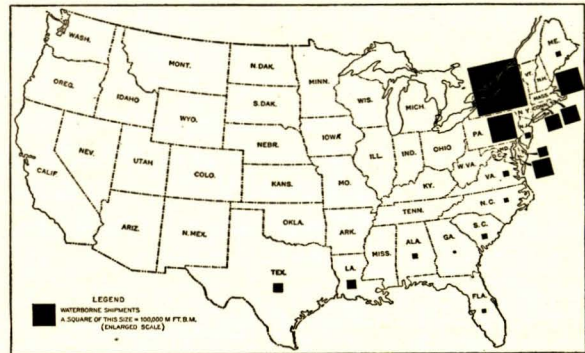 WASH.
MONT.
N.DAK.
MINN.
ME.
VT.
N.H.
OREG.
IDAHO
S.DAK.
WIS.
MICH.
MASS.
WYO.
N.Y.
NEBR.
IOWA
PA.
NEV.
UTAH
COLO.
ILL.
IND.
OHIO
MD.
W.VA.
CALIF
KANS.
MO.
KY.
VA.
N.C.
TENN.
ARIZ.
N.MEX.
OKLA.
ARK.
S.C.
MISS.
ALA.
GA.
TEX.
LA.
FLA.
LEGEND
WATERBORNE SHIPMENTS
A SQUARE OF THIS SIZE = 100,000 M FT.B.M.
(ENLARGED SCALE)